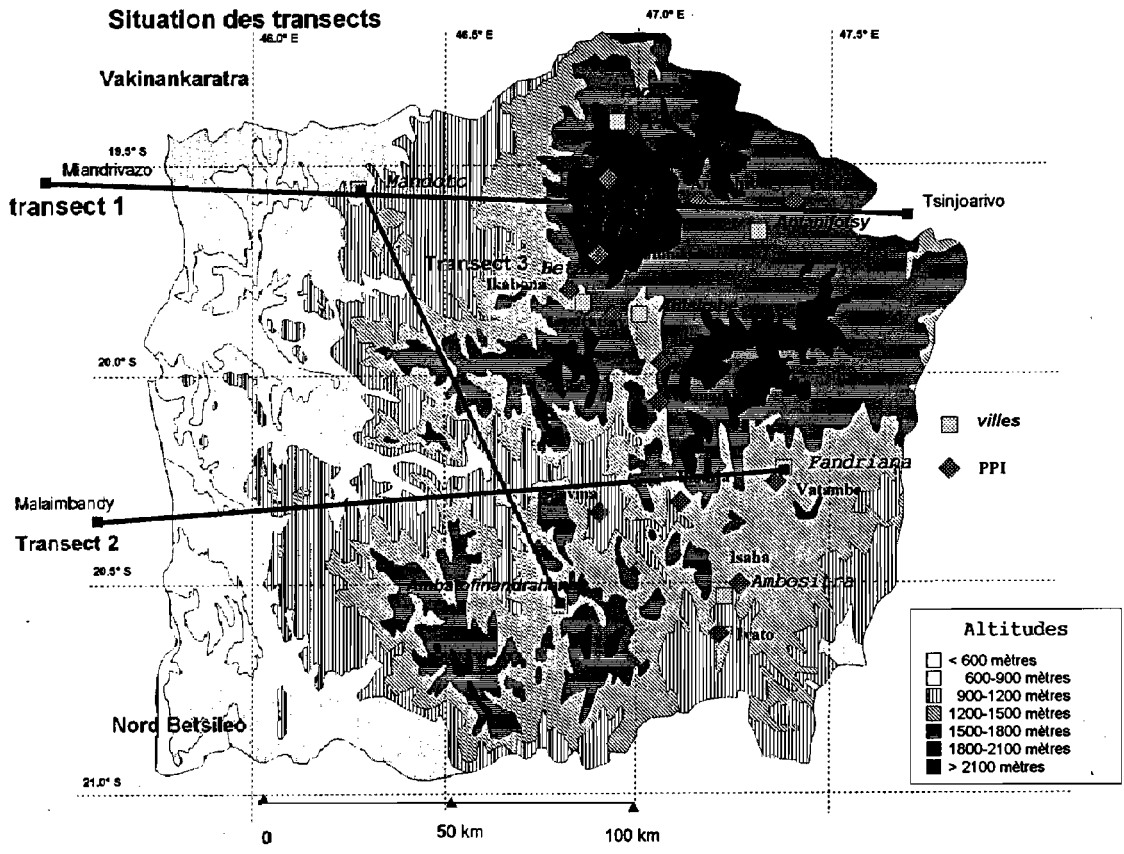 Situation des transects
46.0° E
46.5° E
47.0° E
47.5° E
Vakinankaratra
19.5° S
Miandrivazo
transect 1
Mandoto
Tsinjoarivo
Transect 3
Ikabona
20.0° S
villes
PPI
Fandriana
Malaimbandy
Transect 2
Isaha
20.5° S
Ambositra
Ivato
Altitudes
< 600 mètres
600-900 mètres
900-1200 mètres
1200-1500 mètres
1500-1800 mètres
1800-2100 mètres
> 2100 mètres
Nord Betsileo
21.0° S
0
50 km
100 km